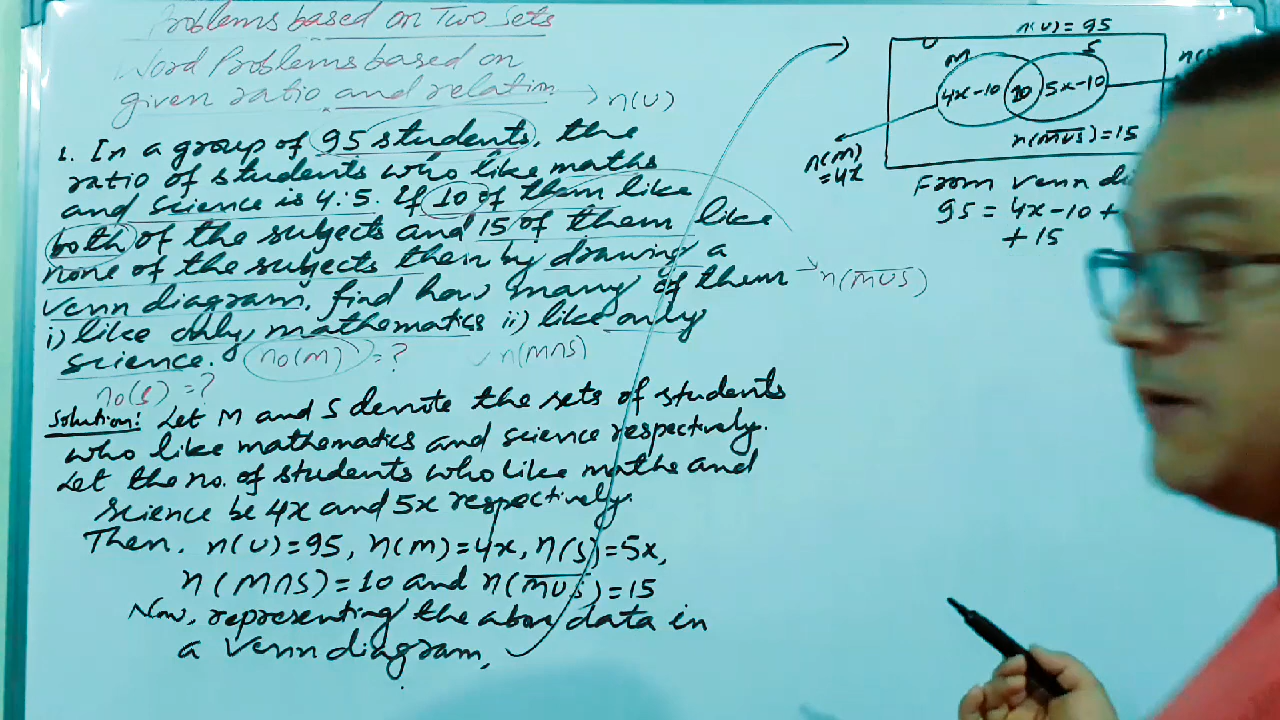 Problems based on Two Sets
Word Problems based on
given ratio and relation → n(U)
1. In a group of 95 students, the
ratio of students who like maths
and science is 4:5. If 10 of them like
both of the subjects and 15 of them like
none of the subjects then by drawing a
Venn diagram, find how many of them → n(M∪S)
i) like only mathematics ii) like only
science. no(M) = ? ✓ n(M∩S)
no(S) = ?
Solution: Let M and S denote the sets of students
who like mathematics and science respectively.
Let the no. of students who like maths and
science be 4x and 5x respectively.
Then, n(U)=95, n(M)=4x, n(S)=5x,
n(M∩S)=10 and n(M̅∪̅S̅)=15
Now, representing the above data in
a Venn diagram,
n(U)=95
U
M S
4x-10 10 5x-10
n(M̅∪̅S̅)=15
n(M)
=4x
From Venn
95 = 4x-10 +
+ 15